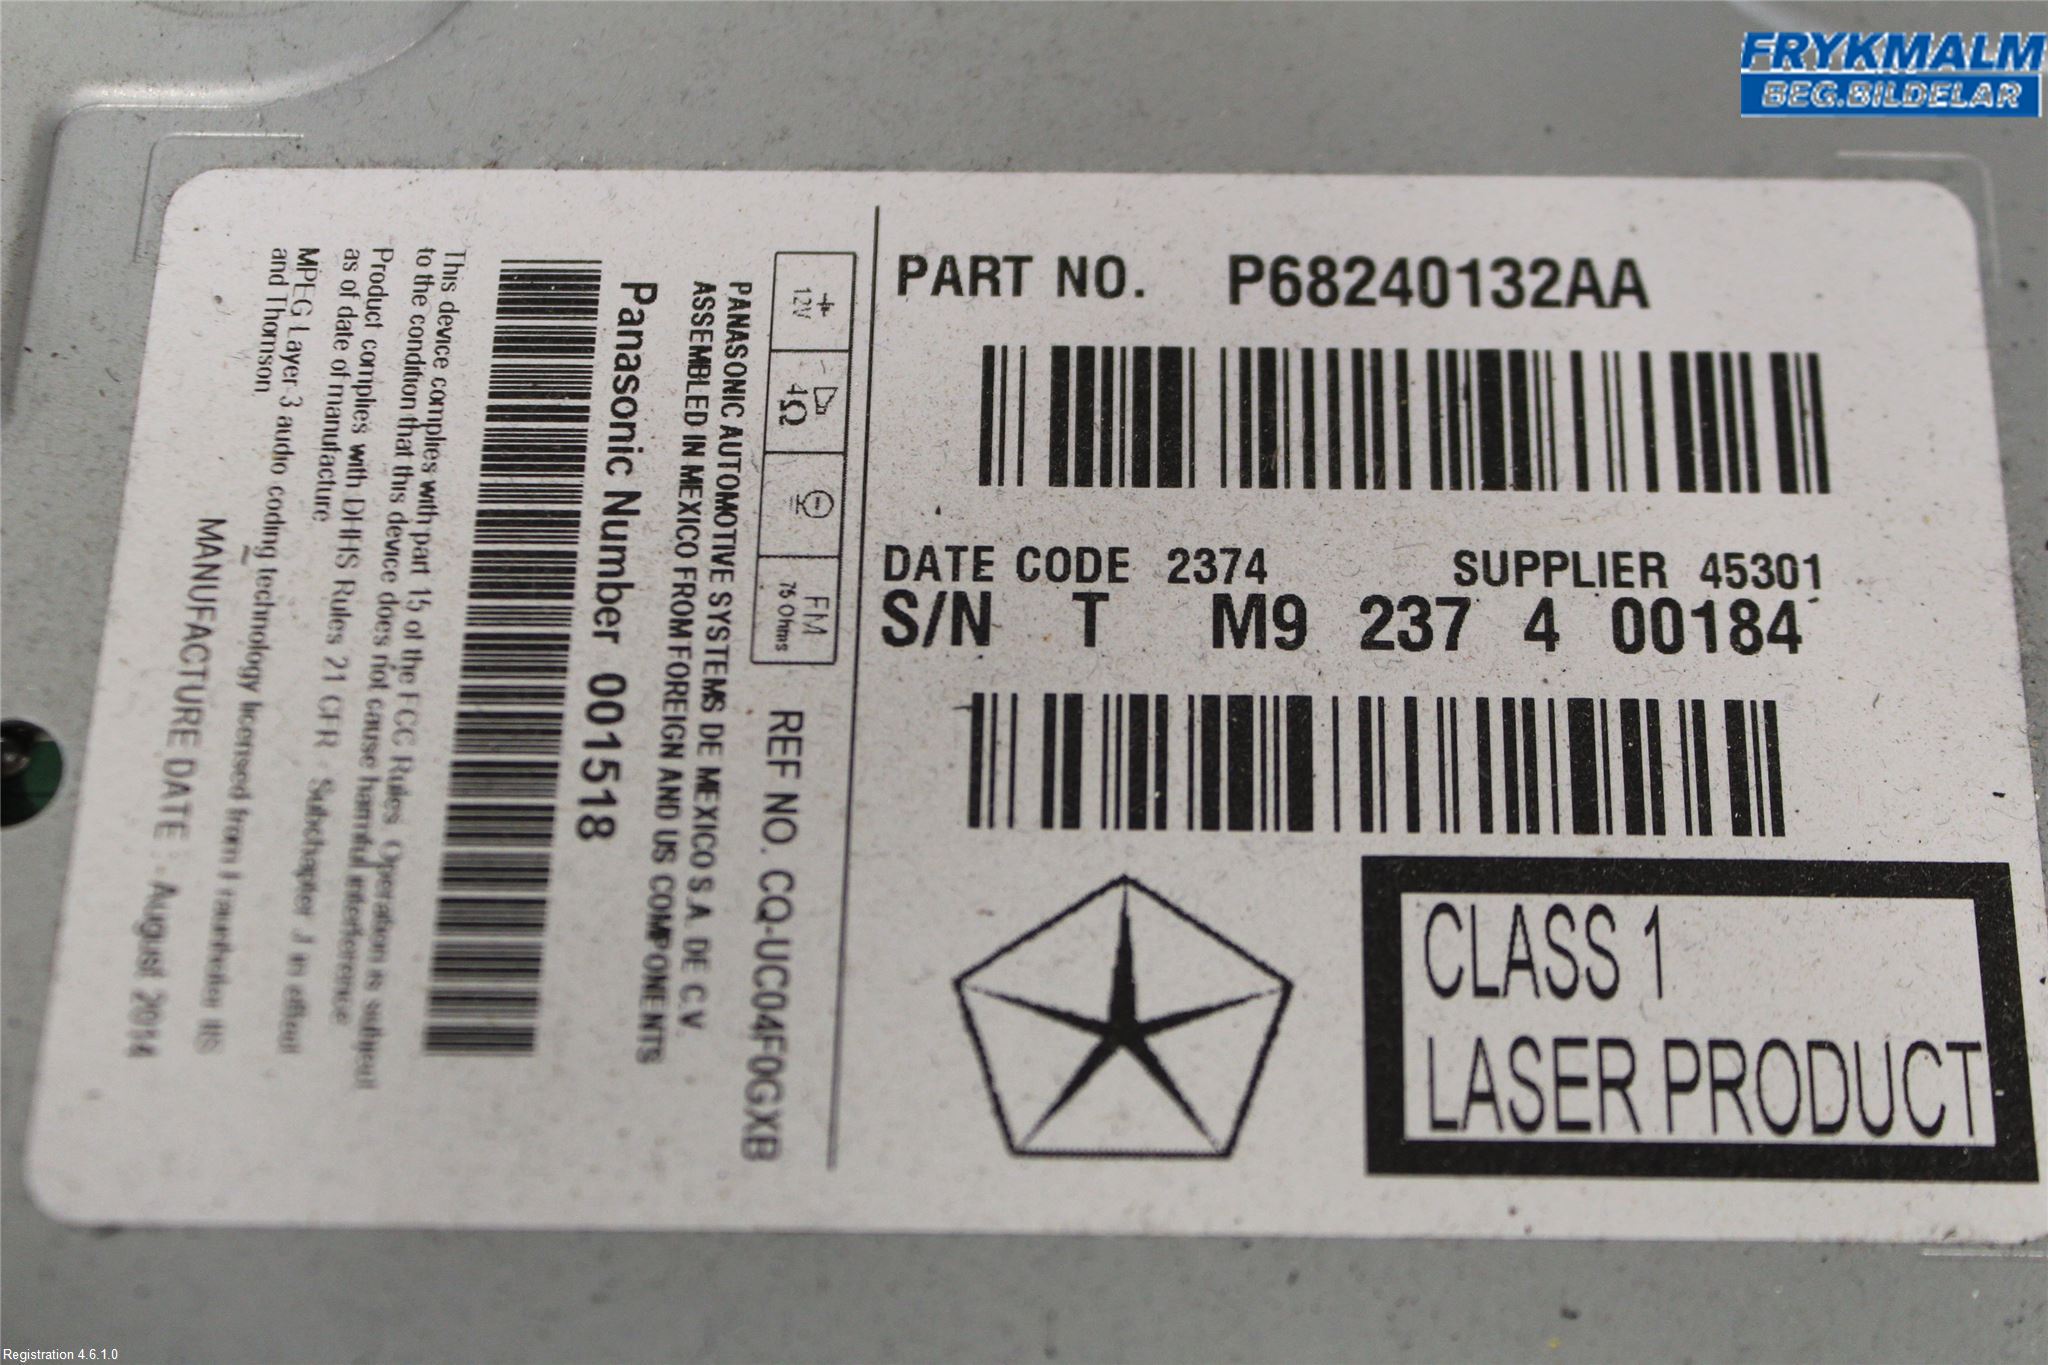 FRYKMALM
BEG.BILDELAR
PART NO. P68240132AA
DATE CODE 2374 SUPPLIER 45301
S/N T M9 237 4 00184
CLASS 1
LASER PRODUCT
12V
4Ω
FM
75 Ohms
REF NO. CQ-UC04F0GXB
PANASONIC AUTOMOTIVE SYSTEMS DE MEXICO S.A. DE C.V.
ASSEMBLED IN MEXICO FROM FOREIGN AND US COMPONENTS
Panasonic Number 001518
This device complies with part 15 of the FCC Rules. Operation is subject
to the condition that this device does not cause harmful interference
Product complies with DHHS Rules 21 CFR - Subchapter J in effect
as of date of manufacture
MPEG Layer 3 audio coding technology licensed from Fraunhofer IIS
and Thomson
MANUFACTURE DATE : August 2014
Registration 4.6.1.0